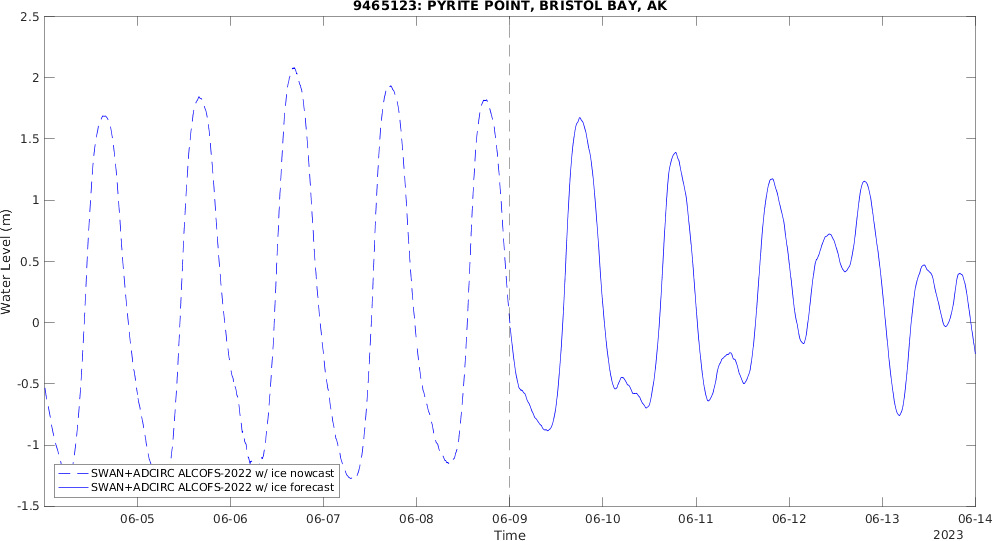 9465123: PYRITE POINT, BRISTOL BAY, AK
2.5
2
1.5
1
0.5
0
-0.5
-1
-1.5
Water Level (m)
SWAN+ADCIRC ALCOFS-2022 w/ ice nowcast
SWAN+ADCIRC ALCOFS-2022 w/ ice forecast
06-05 06-06 06-07 06-08 06-09 06-10 06-11 06-12 06-13 06-14
Time
2023